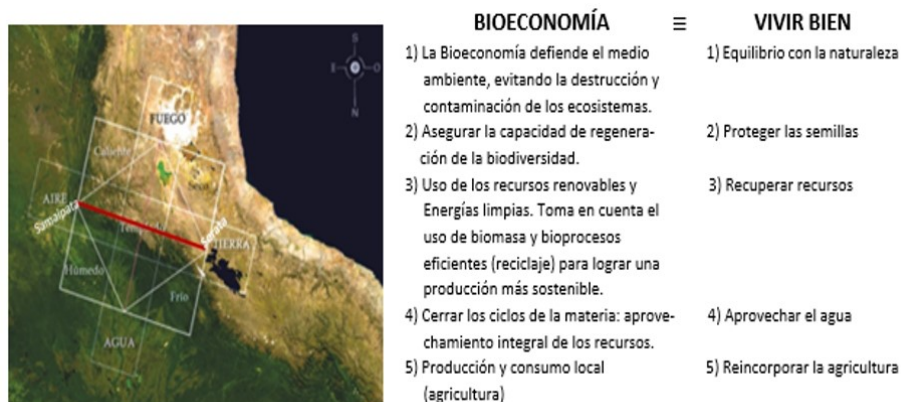 S
E
O
N
FUEGO
Caliente
Seco
AIRE
Samaipata
Templado
Sorata
TIERRA
Húmedo
Frío
AGUA
BIOECONOMÍA ≡ VIVIR BIEN
1) La Bioeconomía defiende el medio
ambiente, evitando la destrucción y
contaminación de los ecosistemas.
1) Equilibrio con la naturaleza
2) Asegurar la capacidad de regenera-
ción de la biodiversidad.
2) Proteger las semillas
3) Uso de los recursos renovables y
Energías limpias. Toma en cuenta el
uso de biomasa y bioprocesos
eficientes (reciclaje) para lograr una
producción más sostenible.
3) Recuperar recursos
4) Cerrar los ciclos de la materia: aprove-
chamiento integral de los recursos.
4) Aprovechar el agua
5) Producción y consumo local
(agricultura)
5) Reincorporar la agricultura